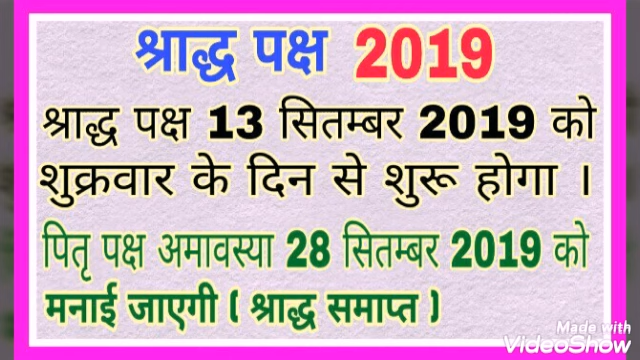 श्राद्ध पक्ष 2019
श्राद्ध पक्ष 13 सितम्बर 2019 को
शुक्रवार के दिन से शुरू होगा ।
पितृ पक्ष अमावस्या 28 सितम्बर 2019 को
मनाई जाएगी ( श्राद्ध समाप्त )
Made with
VideoShow